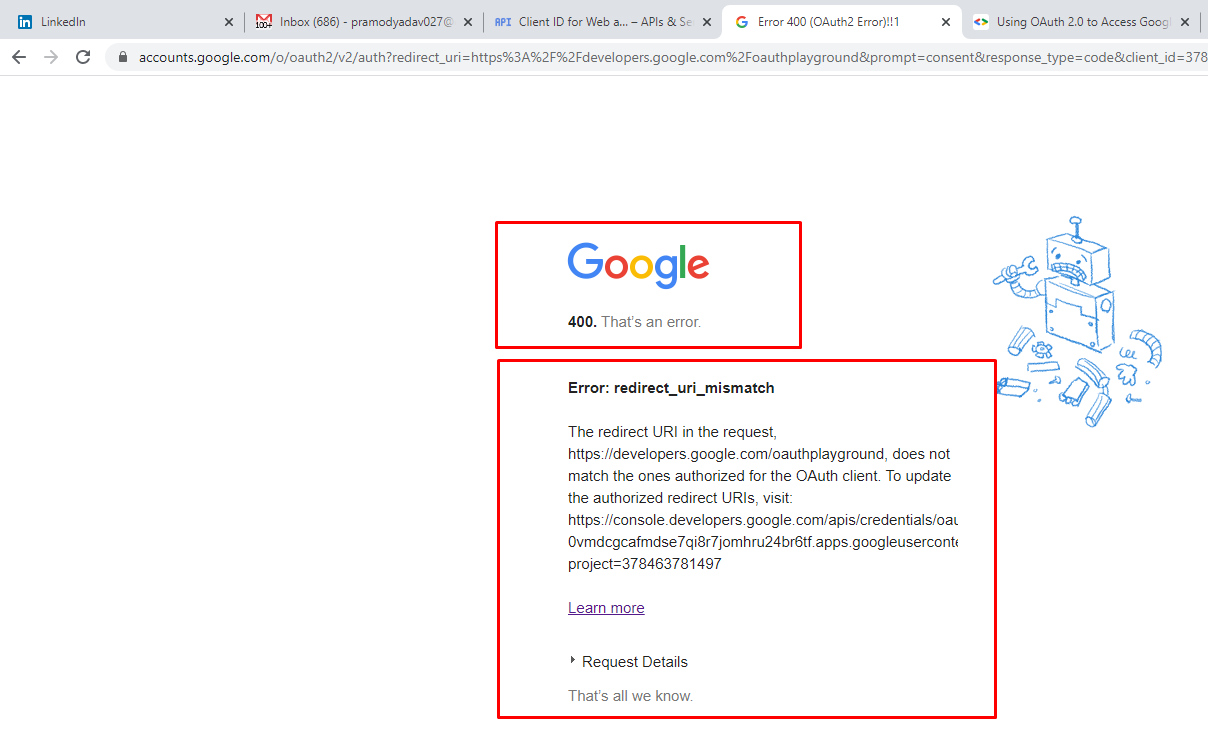 LinkedIn
Inbox (686) - pramodyadav027@
API Client ID for Web a... – APIs & Se
Error 400 (OAuth2 Error)!!1
Using OAuth 2.0 to Access Googl
accounts.google.com/o/oauth2/v2/auth?redirect_uri=https%3A%2F%2Fdevelopers.google.com%2Foauthplayground&prompt=consent&response_type=code&client_id=378
Google
400. That's an error.
Error: redirect_uri_mismatch
The redirect URI in the request,
https://developers.google.com/oauthplayground, does not
match the ones authorized for the OAuth client. To update
the authorized redirect URIs, visit:
https://console.developers.google.com/apis/credentials/oau
0vmdcgcafmdse7qi8r7jomhru24br6tf.apps.googleuserconte
project=378463781497
Learn more
Request Details
That's all we know.